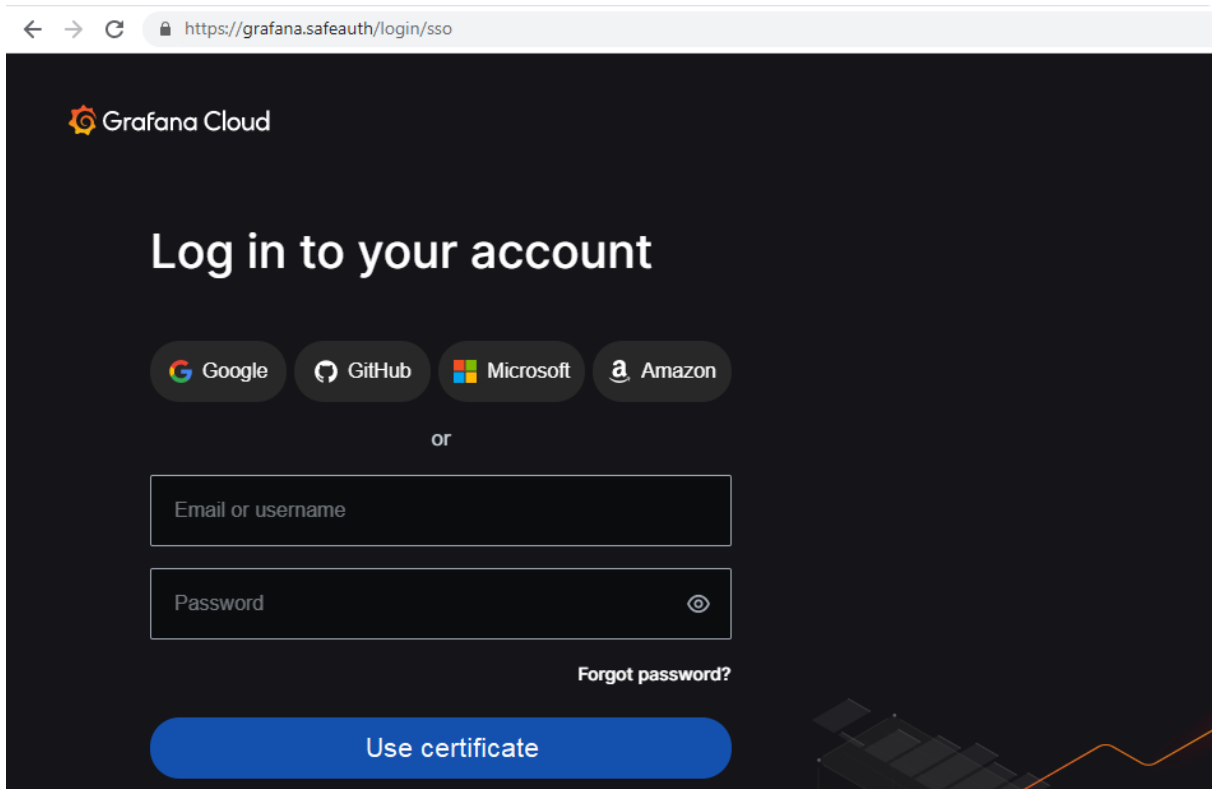 https://grafana.safeauth/login/sso
Grafana Cloud
Log in to your account
Google GitHub Microsoft Amazon
or
Email or username
Password
Forgot password?
Use certificate